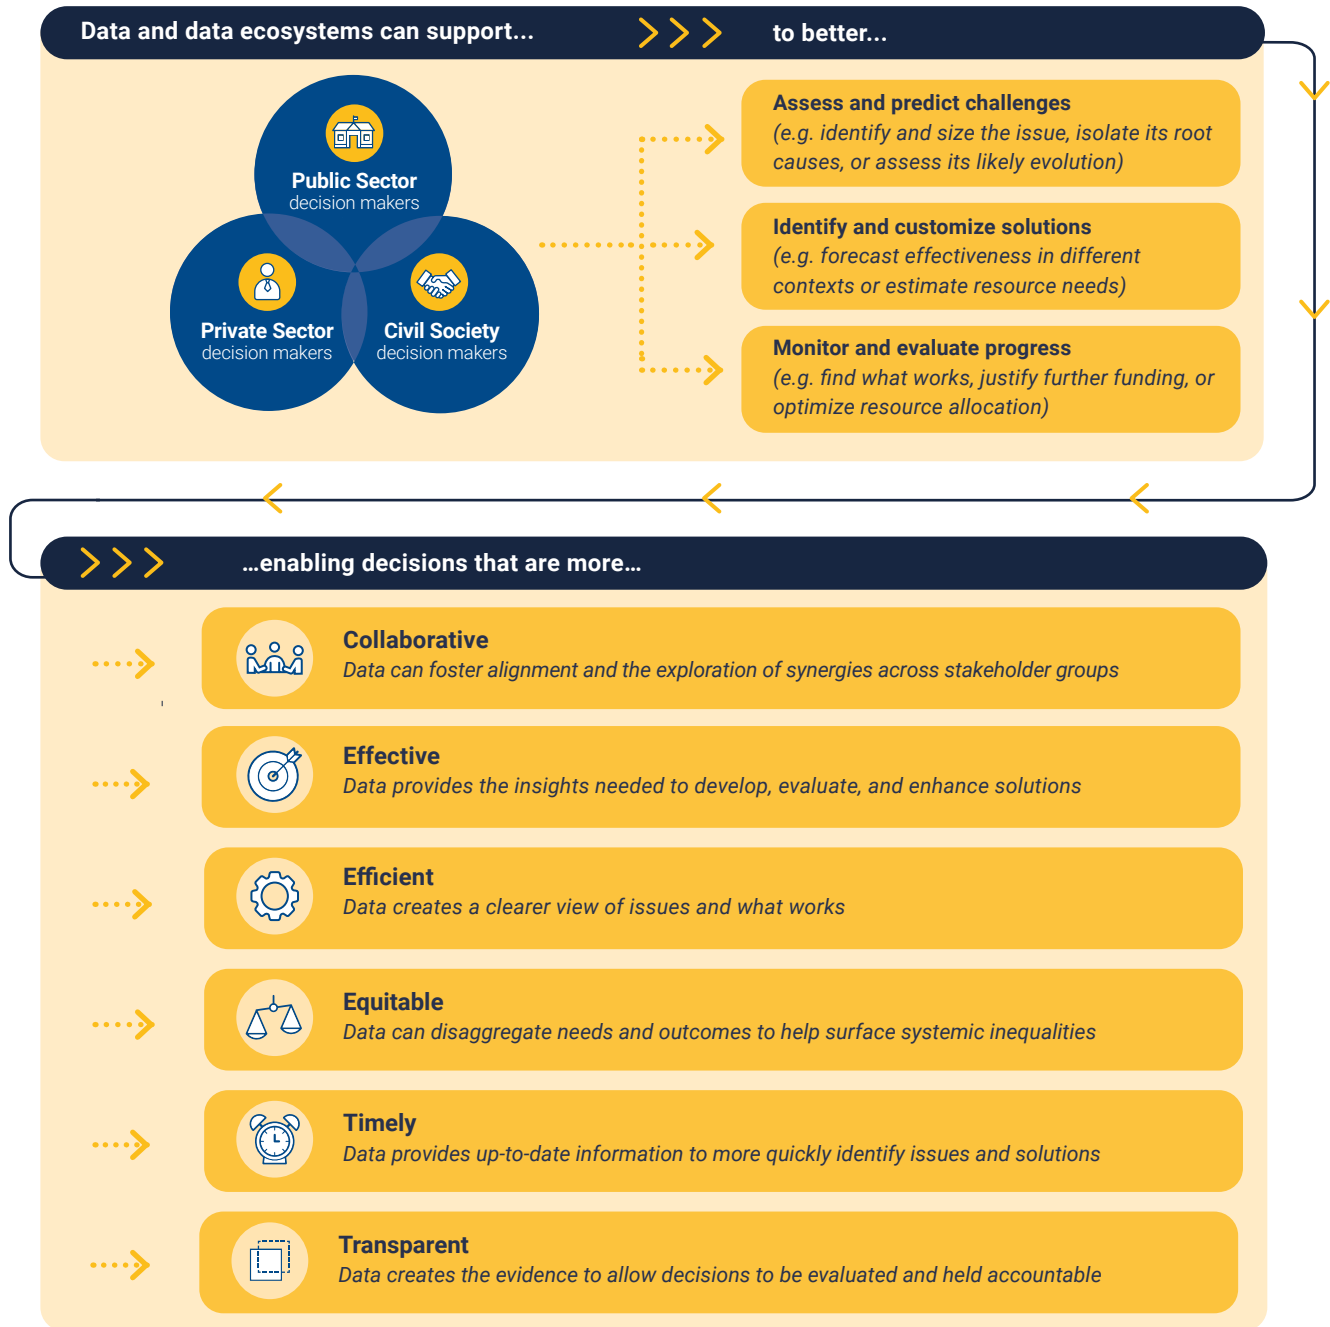 Data and data ecosystems can support...
to better...
Public Sector
decision makers
Private Sector
decision makers
Civil Society
decision makers
Assess and predict challenges
(e.g. identify and size the issue, isolate its root
causes, or assess its likely evolution)
Identify and customize solutions
(e.g. forecast effectiveness in different
contexts or estimate resource needs)
Monitor and evaluate progress
(e.g. find what works, justify further funding, or
optimize resource allocation)
...enabling decisions that are more...
Collaborative
Data can foster alignment and the exploration of synergies across stakeholder groups
Effective
Data provides the insights needed to develop, evaluate, and enhance solutions
Efficient
Data creates a clearer view of issues and what works
Equitable
Data can disaggregate needs and outcomes to help surface systemic inequalities
Timely
Data provides up-to-date information to more quickly identify issues and solutions
Transparent
Data creates the evidence to allow decisions to be evaluated and held accountable